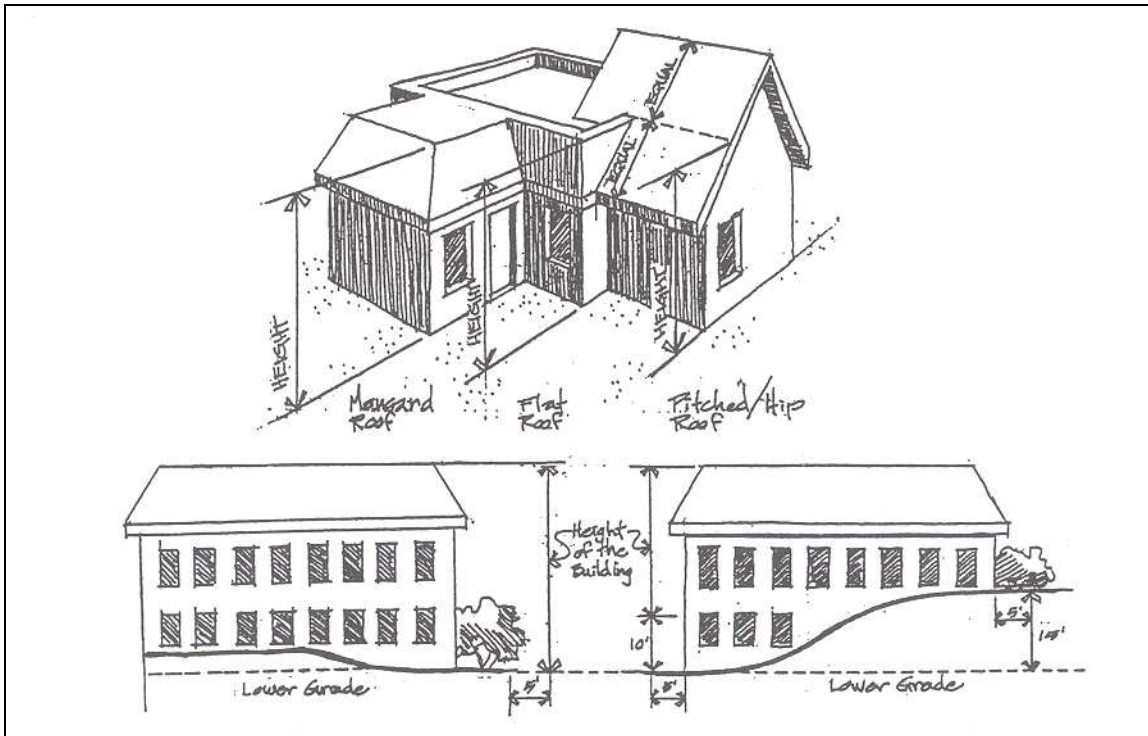 EQUAL
EQUAL
HEIGHT
HEIGHT
HEIGHT
Mansard
Roof
Flat
Roof
Pitched/Hip
Roof
Height
of the
Building
10'
5'
15'
Lower Grade
5'
5'
Lower Grade